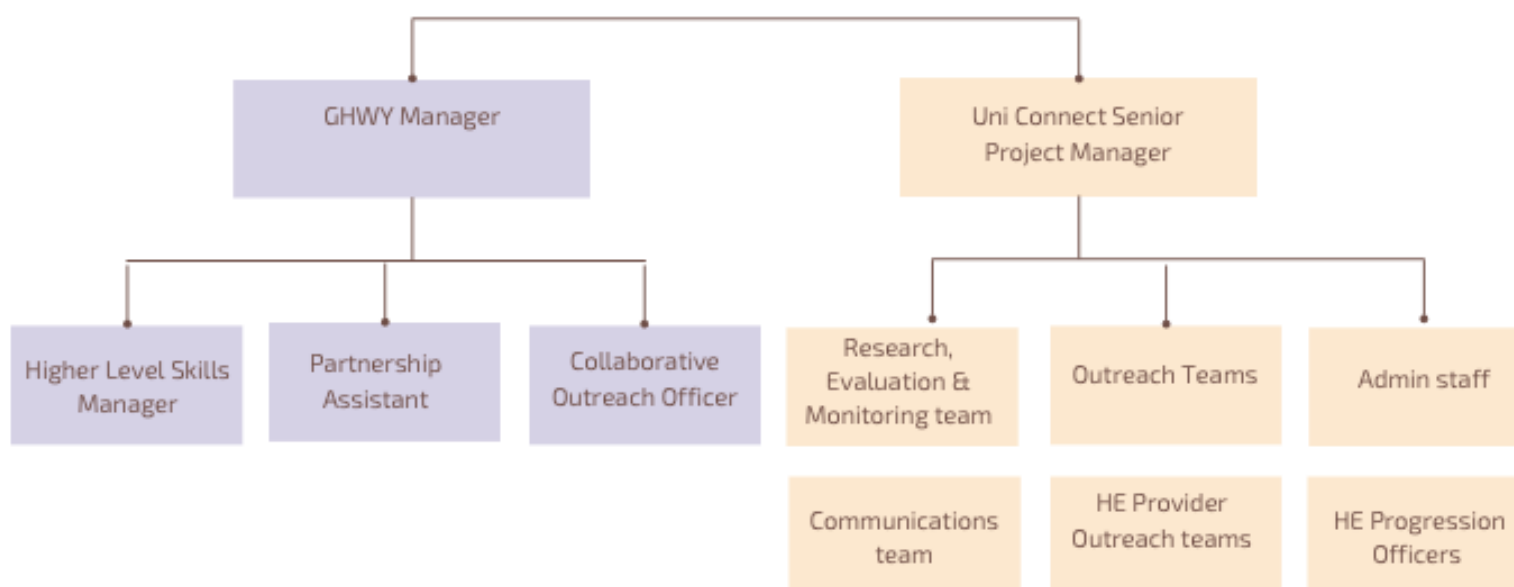 GHWY Manager
Uni Connect Senior
Project Manager
Higher Level Skills
Manager
Partnership
Assistant
Collaborative
Outreach Officer
Research,
Evaluation &
Monitoring team
Outreach Teams
Admin staff
Communications
team
HE Provider
Outreach teams
HE Progression
Officers